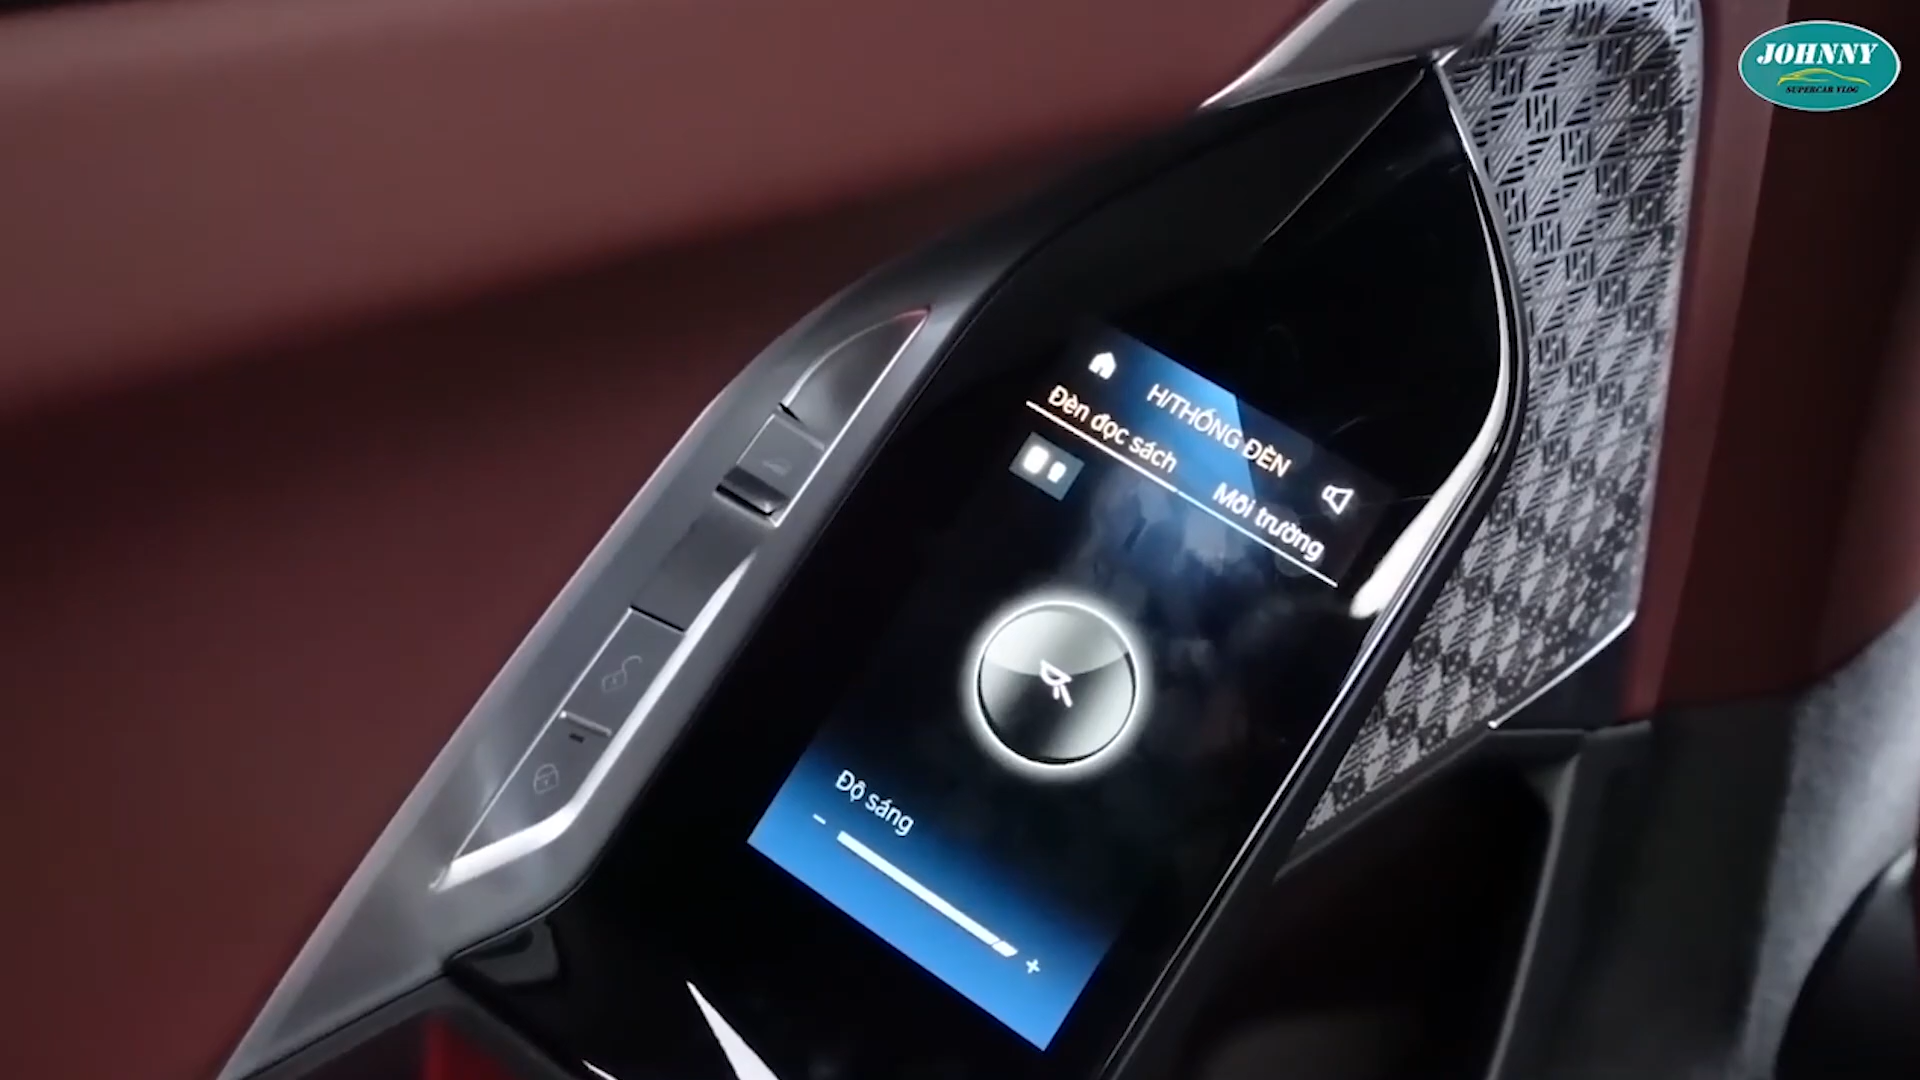 JOHNNY
SUPERCAR VLOG
H/THỐNG ĐÈN
Đèn đọc sách
Môi trường
Độ sáng
- +